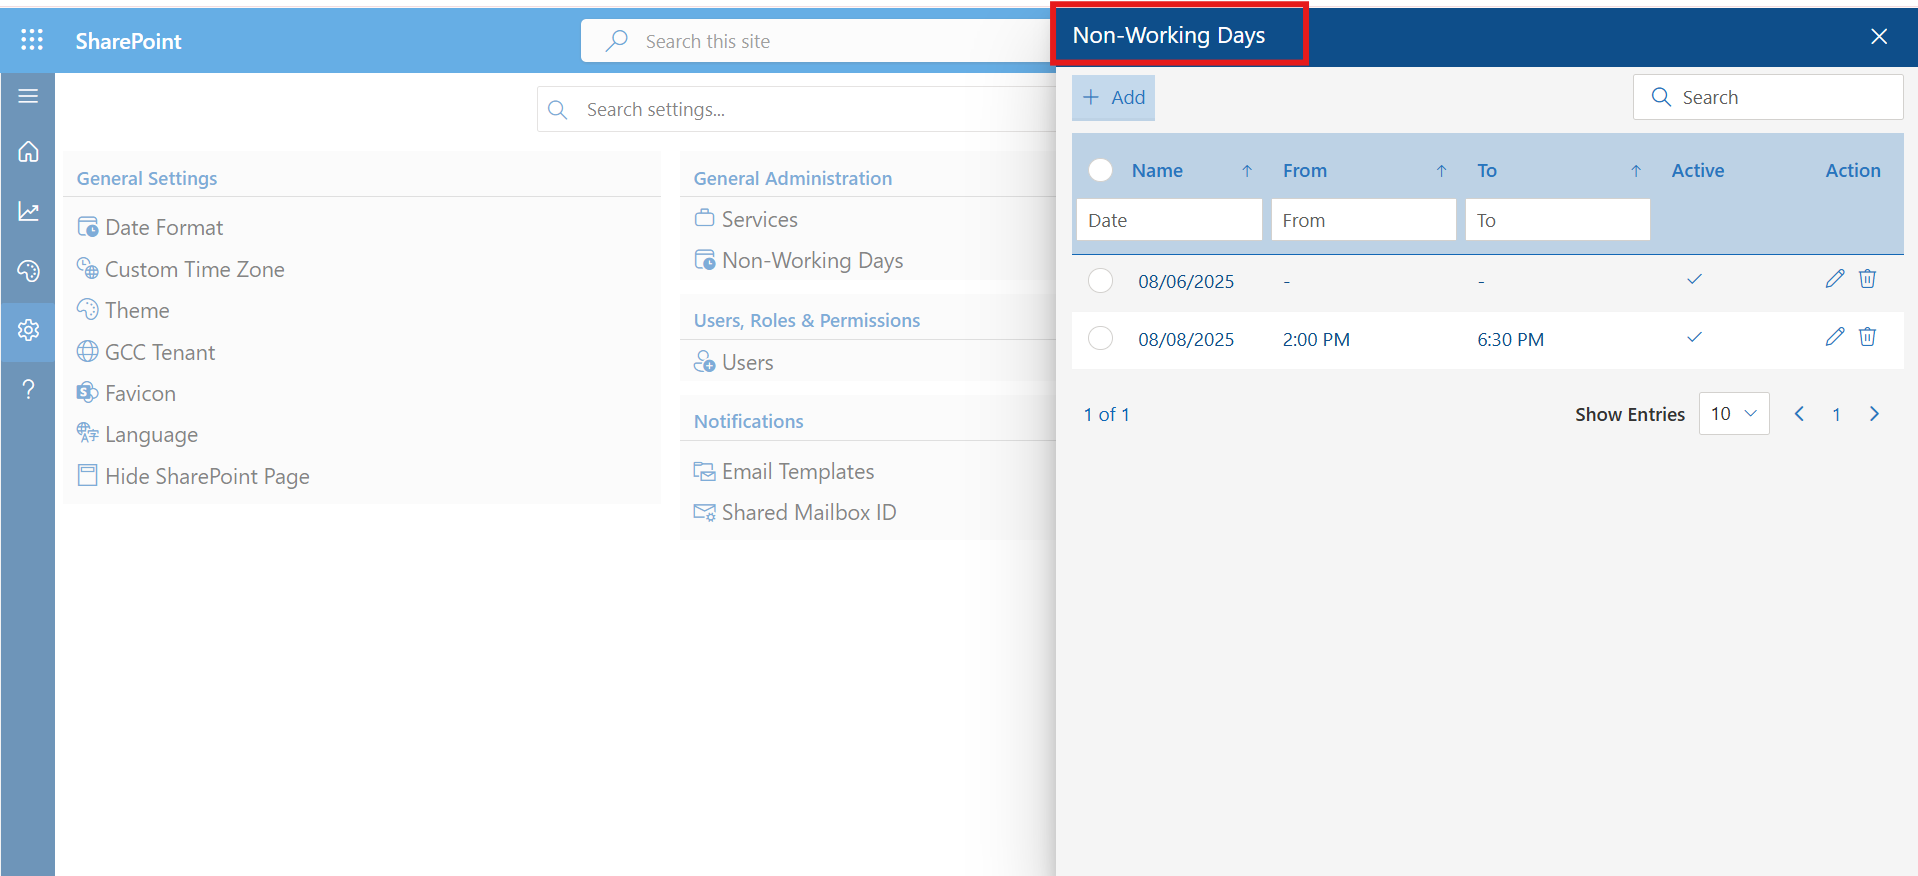 SharePoint
Search this site
Search settings...
General Settings
Date Format
Custom Time Zone
Theme
GCC Tenant
Favicon
Language
Hide SharePoint Page
General Administration
Services
Non-Working Days
Users, Roles & Permissions
Users
Notifications
Email Templates
Shared Mailbox ID
Non-Working Days
+ Add
Search
Name From To Active Action
Date From To
08/06/2025 - -
08/08/2025 2:00 PM 6:30 PM
1 of 1 Show Entries 10 1